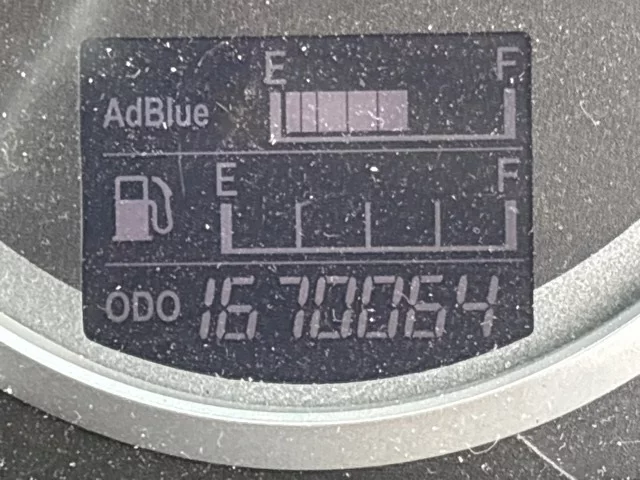 E F
AdBlue
E F
ODO 1670064